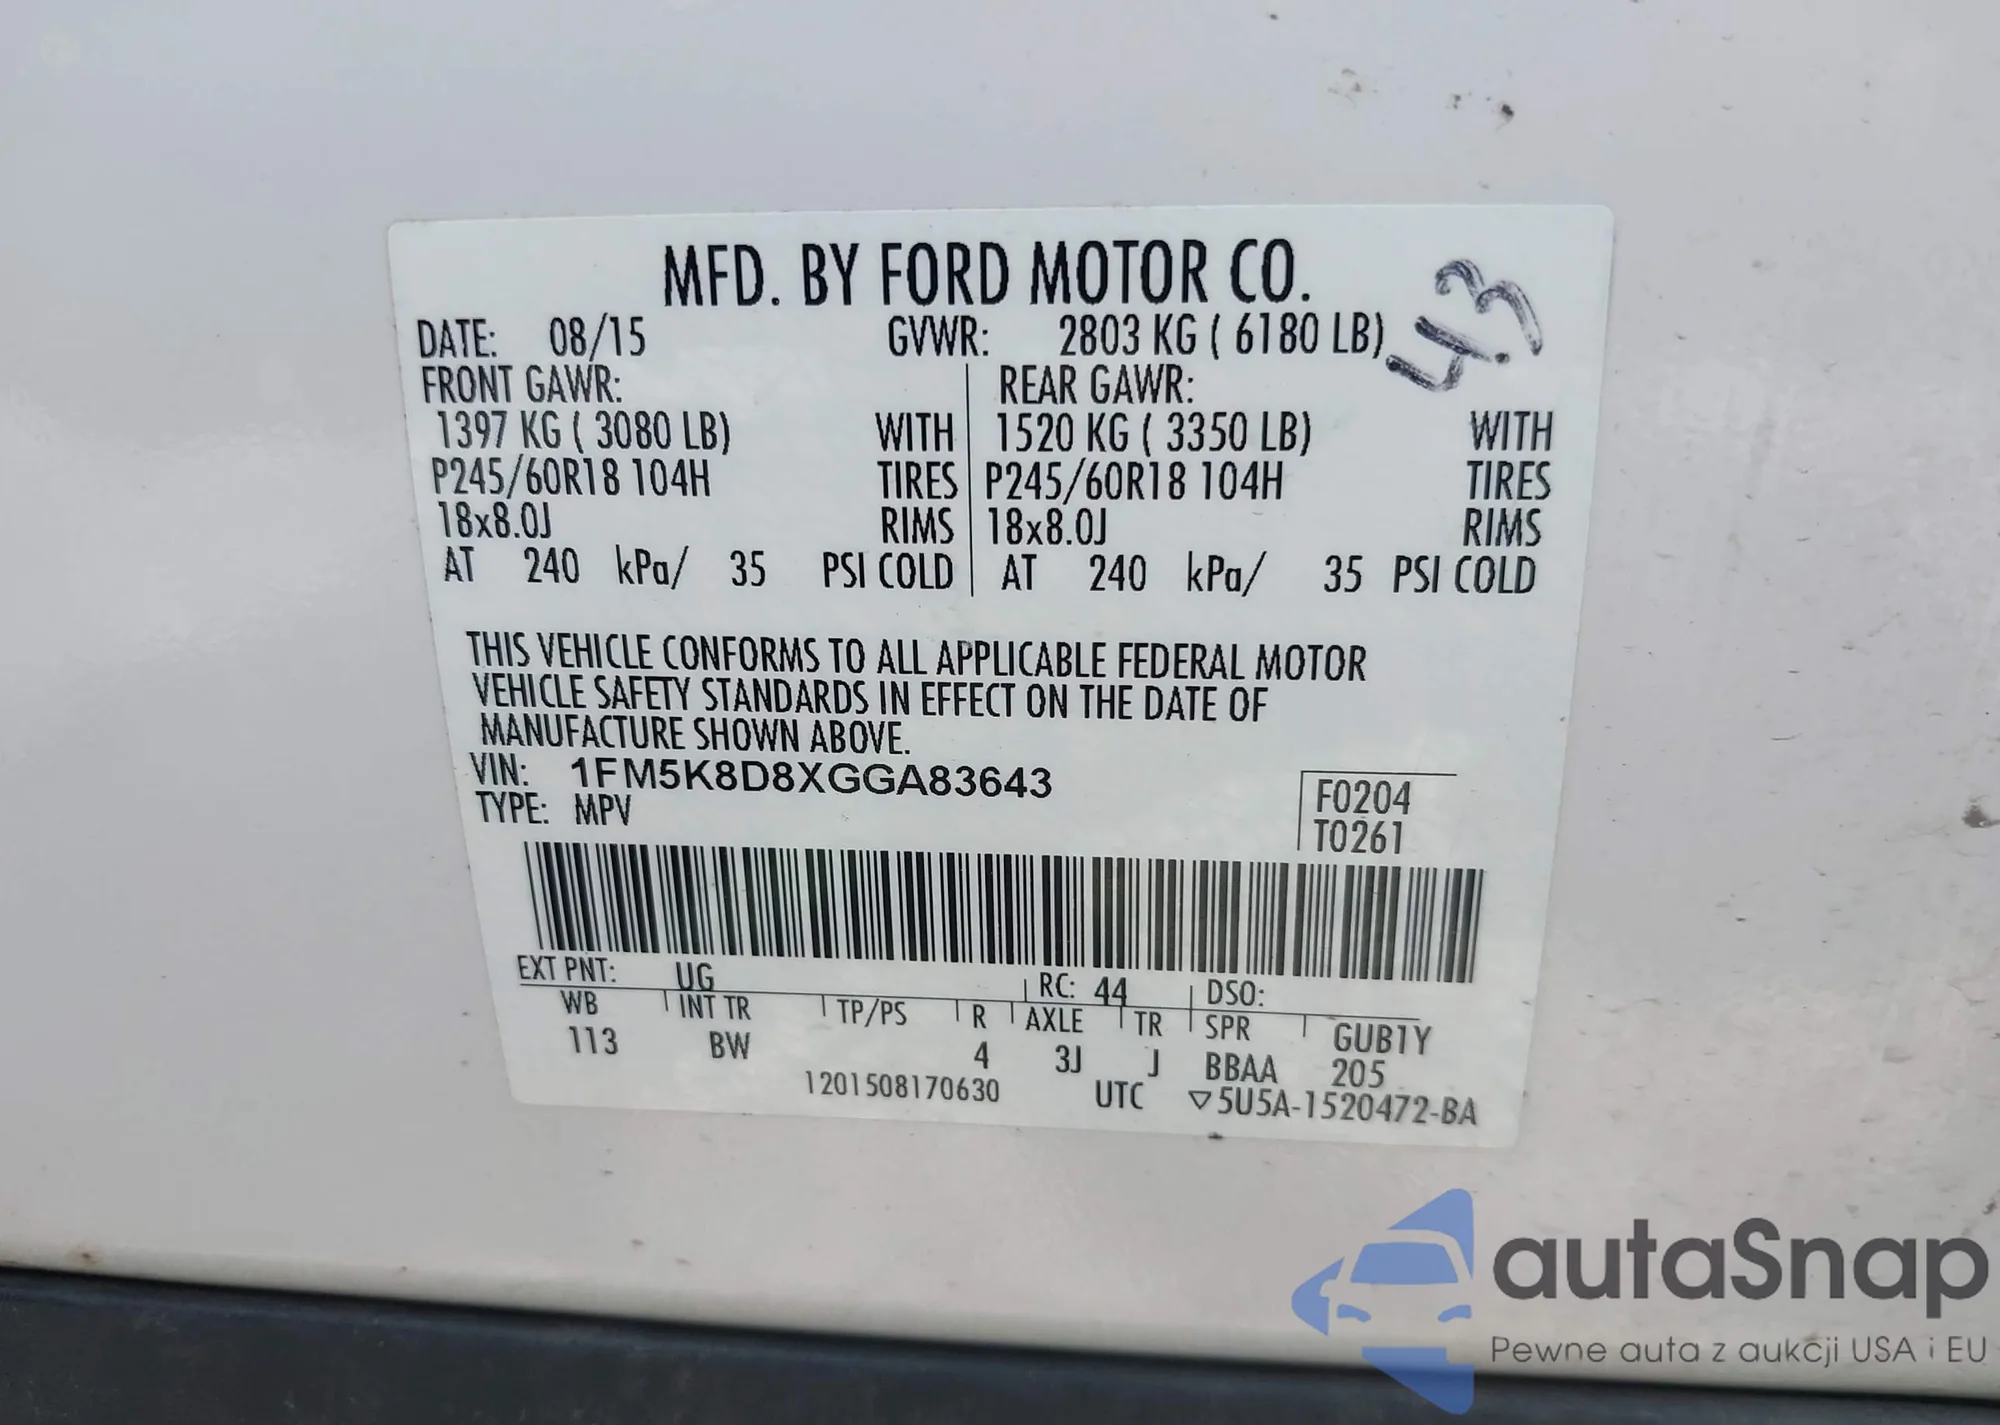 MFD. BY FORD MOTOR CO.
43
DATE: 08/15 GVWR: 2803 KG ( 6180 LB)
FRONT GAWR: REAR GAWR:
1397 KG ( 3080 LB) WITH 1520 KG ( 3350 LB) WITH
P245/60R18 104H TIRES P245/60R18 104H TIRES
18x8.0J RIMS 18x8.0J RIMS
AT 240 kPa/ 35 PSI COLD AT 240 kPa/ 35 PSI COLD
THIS VEHICLE CONFORMS TO ALL APPLICABLE FEDERAL MOTOR
VEHICLE SAFETY STANDARDS IN EFFECT ON THE DATE OF
MANUFACTURE SHOWN ABOVE.
VIN: 1FM5K8D8XGGA83643
TYPE: MPV
F0204
T0261
EXT PNT: UG RC: 44 DSO:
WB INT TR TP/PS R AXLE TR SPR GUB1Y
113 BW 4 3J J BBAA 205
1201508170630 UTC ▽5U5A-1520472-BA
autaSnap
Pewne auta z aukcji USA i EU